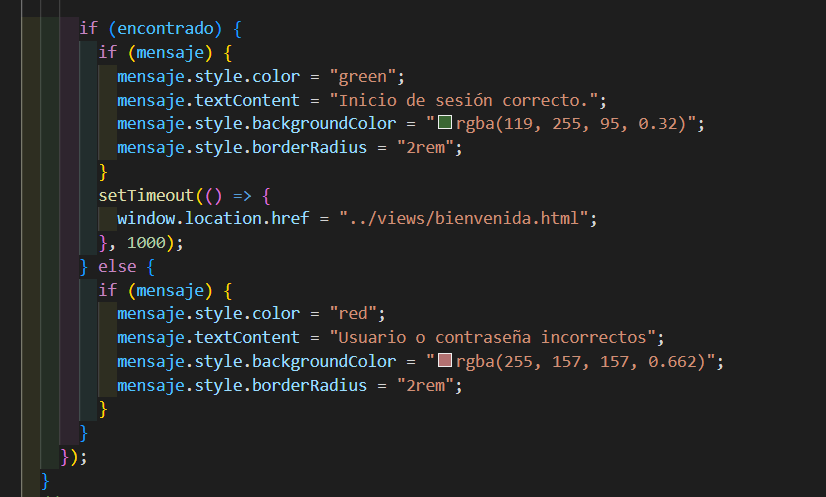 if (encontrado) {
if (mensaje) {
mensaje.style.color = "green";
mensaje.textContent = "Inicio de sesión correcto.";
mensaje.style.backgroundColor = "rgba(119, 255, 95, 0.32)";
mensaje.style.borderRadius = "2rem";
}
setTimeout(() => {
window.location.href = "../views/bienvenida.html";
}, 1000);
} else {
if (mensaje) {
mensaje.style.color = "red";
mensaje.textContent = "Usuario o contraseña incorrectos";
mensaje.style.backgroundColor = "rgba(255, 157, 157, 0.662)";
mensaje.style.borderRadius = "2rem";
}
}
});
}